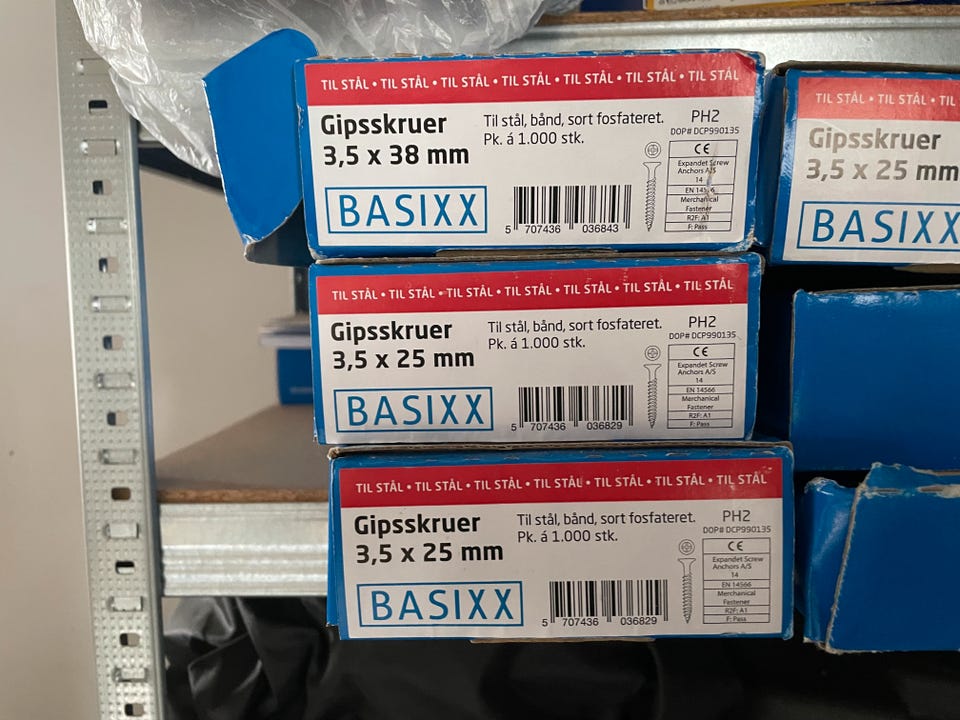 TIL STÅL • TIL STÅL • TIL STÅL • TIL STÅL • TIL STÅL • TIL STÅL • TIL STÅL
Gipsskruer
3,5 x 38 mm
Til stål, bånd, sort fosfateret.
Pk. á 1.000 stk.
PH2
DOP# DCP990135
CE
Expandet Screw
Anchors A/S
14
EN 14566
Merchanical
Fastener
R2F: A1
F: Pass
BASIXX
5 707436 036843
TIL STÅL • TIL STÅL • TI
Gipsskruer
3,5 x 25 mm
BASIXX
TIL STÅL • TIL STÅL • TIL STÅL • TIL STÅL • TIL STÅL • TIL STÅL • TIL STÅL
Gipsskruer
3,5 x 25 mm
Til stål, bånd, sort fosfateret.
Pk. á 1.000 stk.
PH2
DOP# DCP990135
CE
Expandet Screw
Anchors A/S
14
EN 14566
Merchanical
Fastener
R2F: A1
F: Pass
BASIXX
5 707436 036829
TIL STÅL • TIL STÅL • TIL STÅL • TIL STÅL • TIL STÅL • TIL STÅL • TIL STÅL
Gipsskruer
3,5 x 25 mm
Til stål, bånd, sort fosfateret.
Pk. á 1.000 stk.
PH2
DOP# DCP990135
CE
Expandet Screw
Anchors A/S
14
EN 14566
Merchanical
Fastener
R2F: A1
F: Pass
BASIXX
5 707436 036829